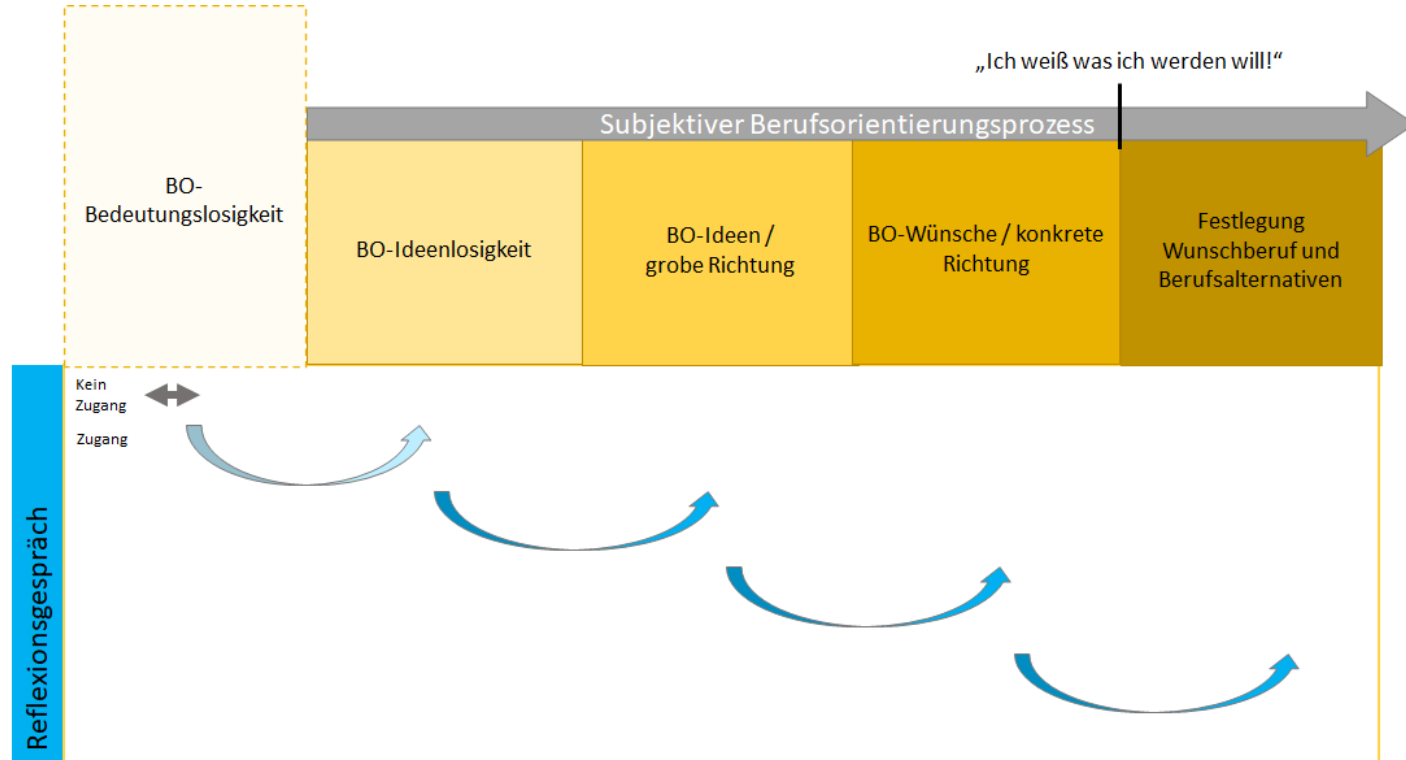 „Ich weiß was ich werden will!“
Subjektiver Berufsorientierungsprozess
BO-
Bedeutungslosigkeit
BO-Ideenlosigkeit
BO-Ideen /
grobe Richtung
BO-Wünsche / konkrete
Richtung
Festlegung
Wunschberuf und
Berufsalternativen
Kein
Zugang
Zugang
Reflexionsgespräch